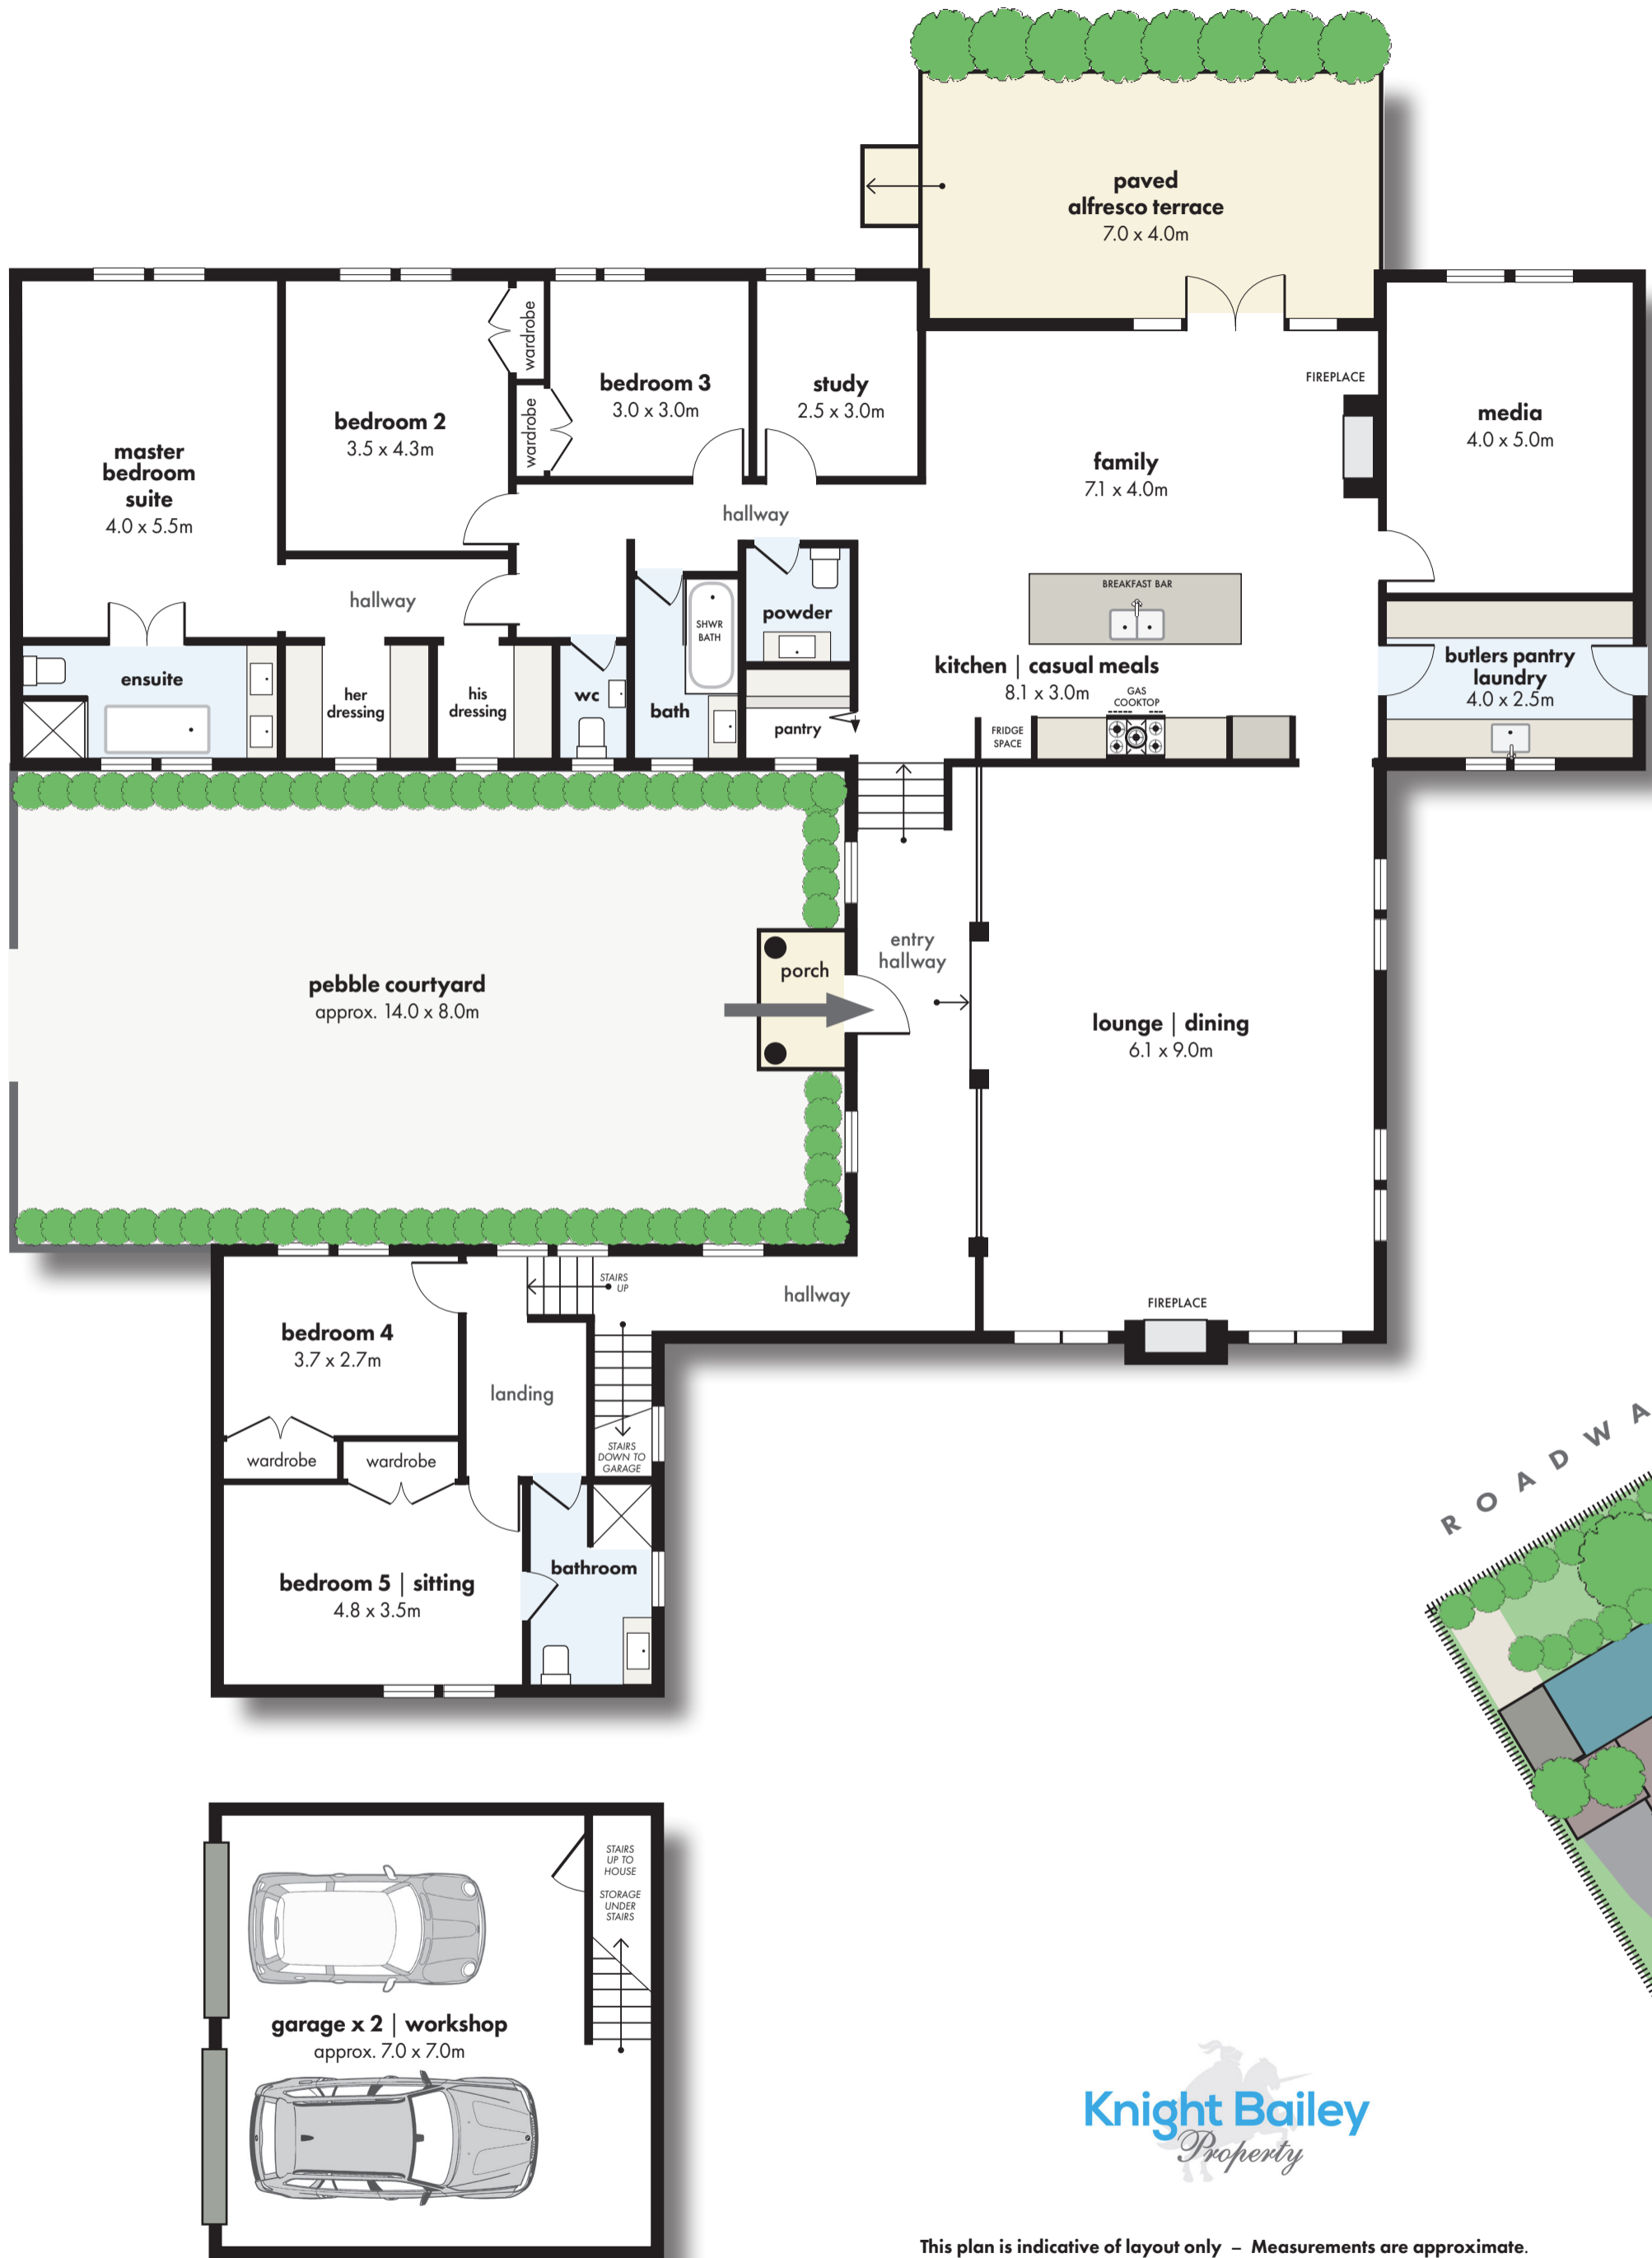 paved
alfresco terrace
7.0 x 4.0m
master
bedroom
suite
4.0 x 5.5m
bedroom 2
3.5 x 4.3m
wardrobe
wardrobe
bedroom 3
3.0 x 3.0m
study
2.5 x 3.0m
family
7.1 x 4.0m
FIREPLACE
media
4.0 x 5.0m
hallway
hallway
BREAKFAST BAR
SHWR
BATH
powder
kitchen | casual meals
8.1 x 3.0m
GAS
COOKTOP
butlers pantry
laundry
4.0 x 2.5m
ensuite
her
dressing
his
dressing
wc
bath
pantry
FRIDGE
SPACE
entry
hallway
porch
pebble courtyard
approx. 14.0 x 8.0m
lounge | dining
6.1 x 9.0m
STAIRS
UP
hallway
FIREPLACE
bedroom 4
3.7 x 2.7m
landing
wardrobe
wardrobe
STAIRS
DOWN TO
GARAGE
bathroom
bedroom 5 | sitting
4.8 x 3.5m
ROADWA
STAIRS
UP TO
HOUSE
STORAGE
UNDER
STAIRS
garage x 2 | workshop
approx. 7.0 x 7.0m
Knight Bailey
Property
This plan is indicative of layout only – Measurements are approximate.